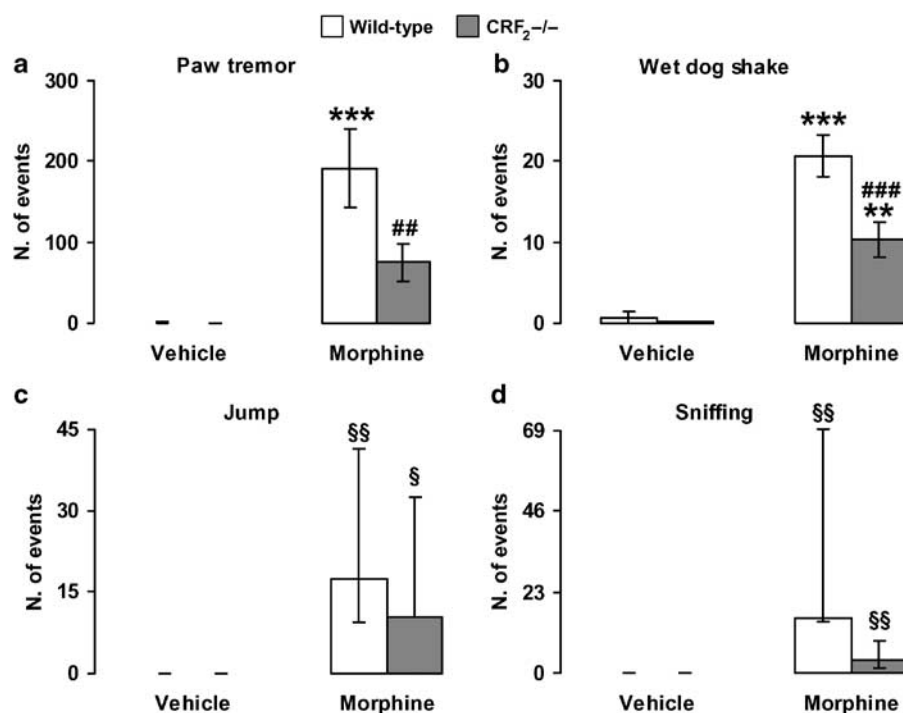 Wild-type CRF₂−/−
a Paw tremor
N. of events
300
200
100
0
***
##
Vehicle Morphine
b Wet dog shake
N. of events
30
20
10
0
***
###
**
Vehicle Morphine
c Jump
N. of events
45
30
15
0
§§
§
Vehicle Morphine
d Sniffing
N. of events
69
46
23
0
§§
§§
Vehicle Morphine